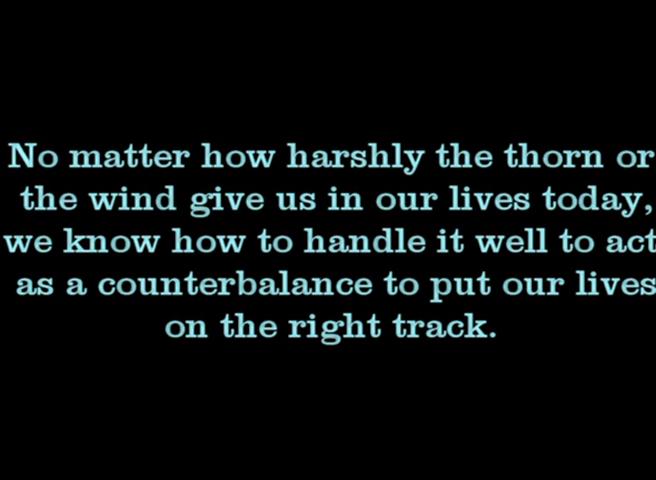 No matter how harshly the thorn or
the wind give us in our lives today,
we know how to handle it well to act
as a counterbalance to put our lives
on the right track.